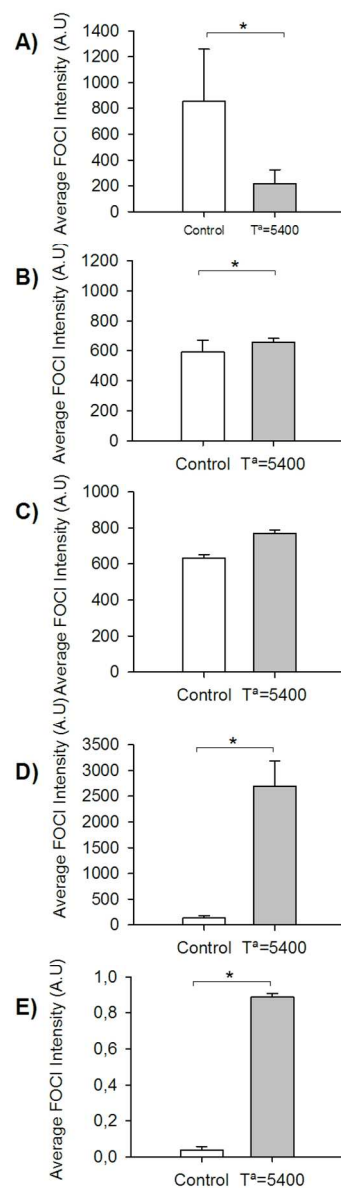 A)
Average FOCI Intensity (A.U)
1400
1200
1000
800
600
400
200
0
*
Control Tª=5400
B)
Average FOCI Intensity (A.U)
1200
1000
800
600
400
200
0
*
Control Tª=5400
C)
Average FOCI Intensity (A.U)
1000
800
600
400
200
0
Control Tª=5400
D)
Average FOCI Intensity (A.U)
3500
3000
2500
2000
1500
1000
500
0
*
Control Tª=5400
E)
Average FOCI Intensity (A.U)
1,0
0,8
0,6
0,4
0,2
0,0
*
Control Tª=5400